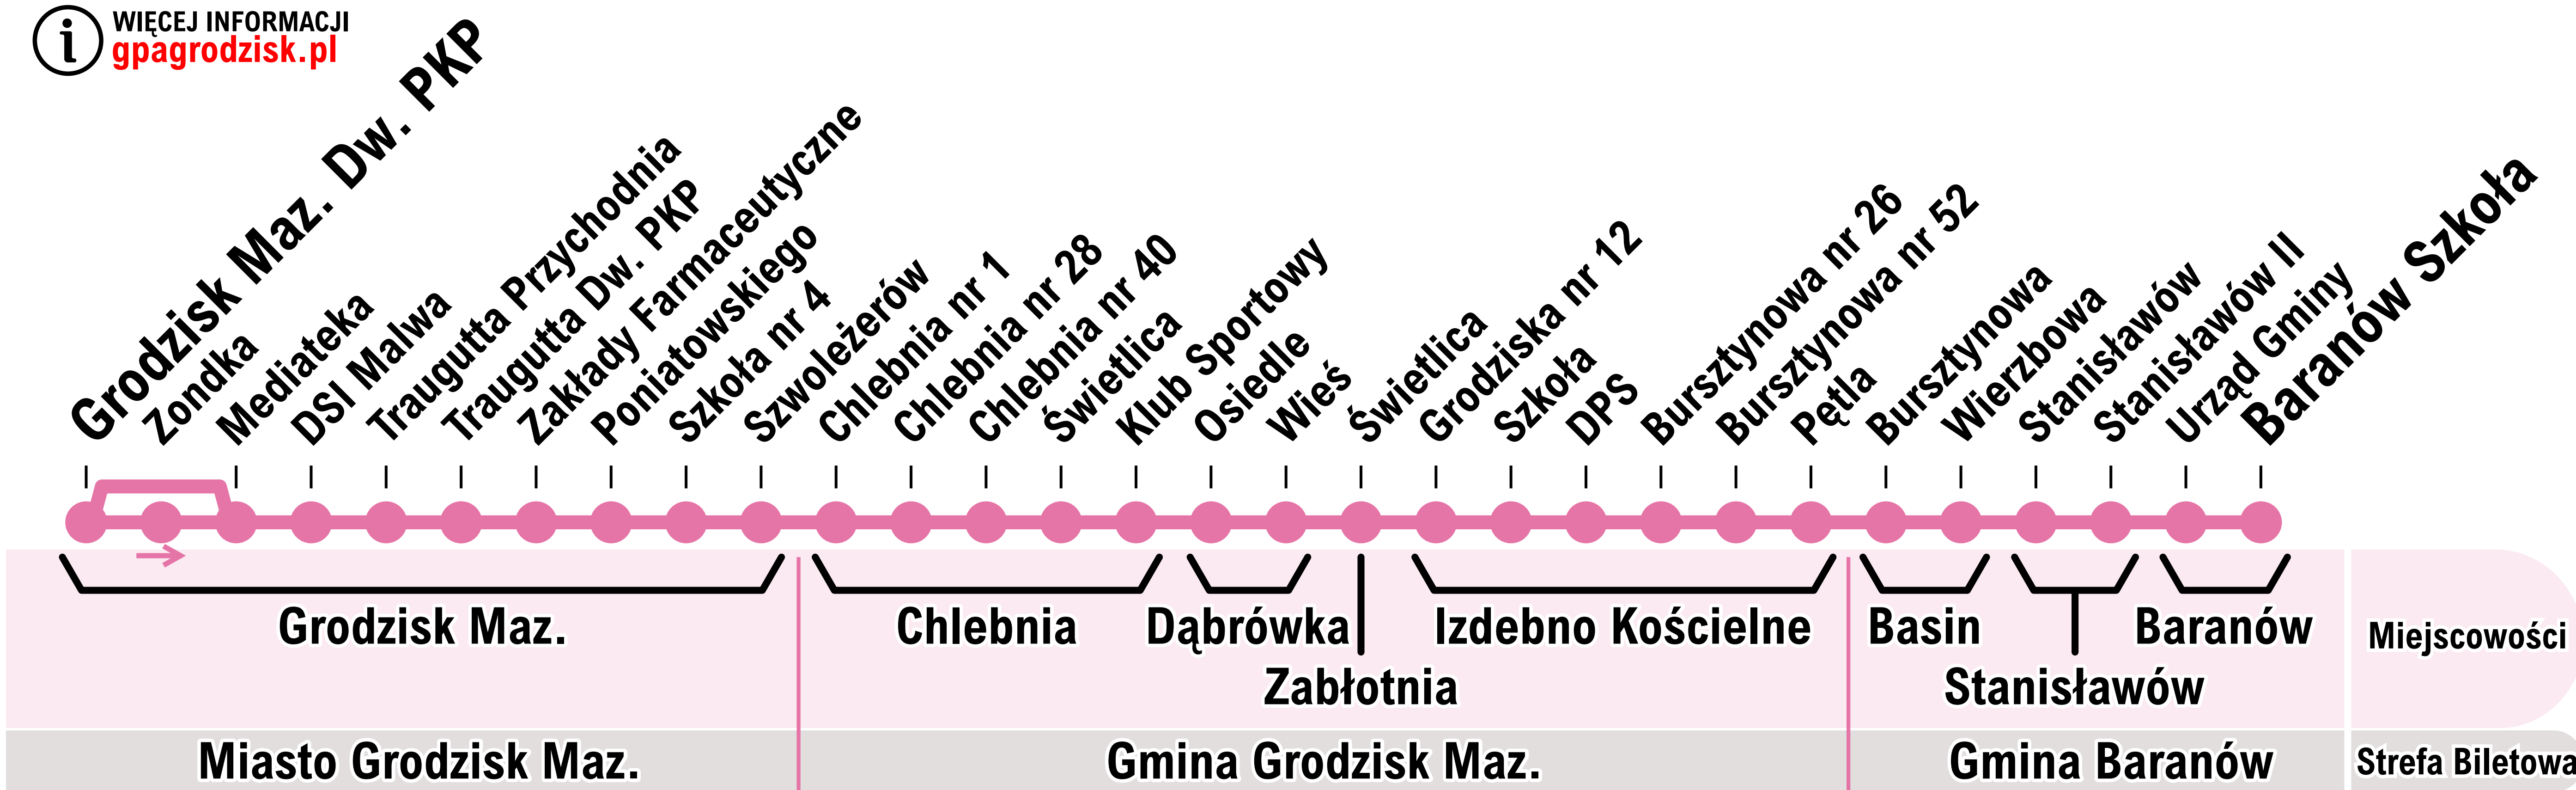 i
WIĘCEJ INFORMACJI
gpagrodzisk.pl
Grodzisk Maz. Dw. PKP
Zondka
Mediateka
DSI Malwa
Traugutta Przychodnia
Traugutta Dw. PKP
Zakłady Farmaceutyczne
Poniatowskiego
Szkoła nr 4
Szwoleżerów
Chlebnia nr 1
Chlebnia nr 28
Chlebnia nr 40
Świetlica
Klub Sportowy
Osiedle
Wieś
Świetlica
Grodziska nr 12
Szkoła
DPS
Bursztynowa nr 26
Bursztynowa nr 52
Pętla
Bursztynowa
Wierzbowa
Stanisławów
Stanisławów II
Urząd Gminy
Baranów Szkoła
Grodzisk Maz.
Chlebnia
Dąbrówka
Zabłotnia
Izdebno Kościelne
Basin
Stanisławów
Baranów
Miejscowości
Miasto Grodzisk Maz.
Gmina Grodzisk Maz.
Gmina Baranów
Strefa Biletowa